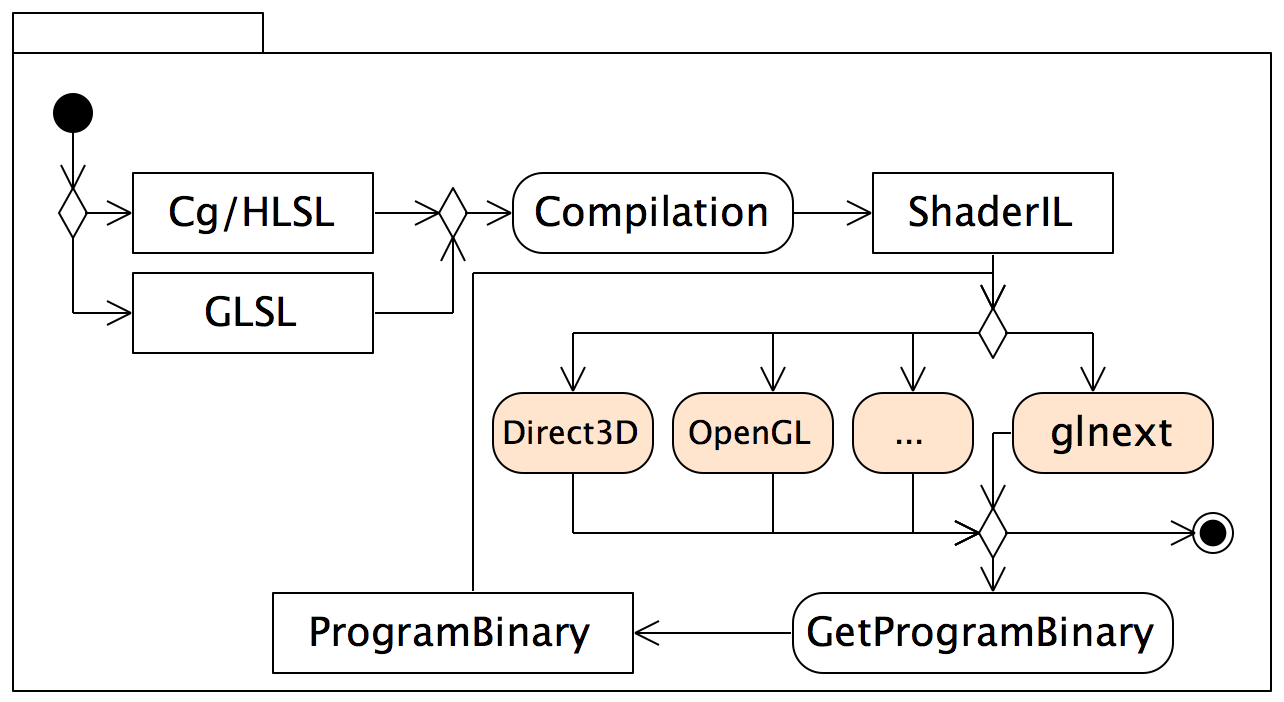 Cg/HLSL
Compilation
ShaderIL
GLSL
Direct3D
OpenGL
...
glnext
ProgramBinary
GetProgramBinary